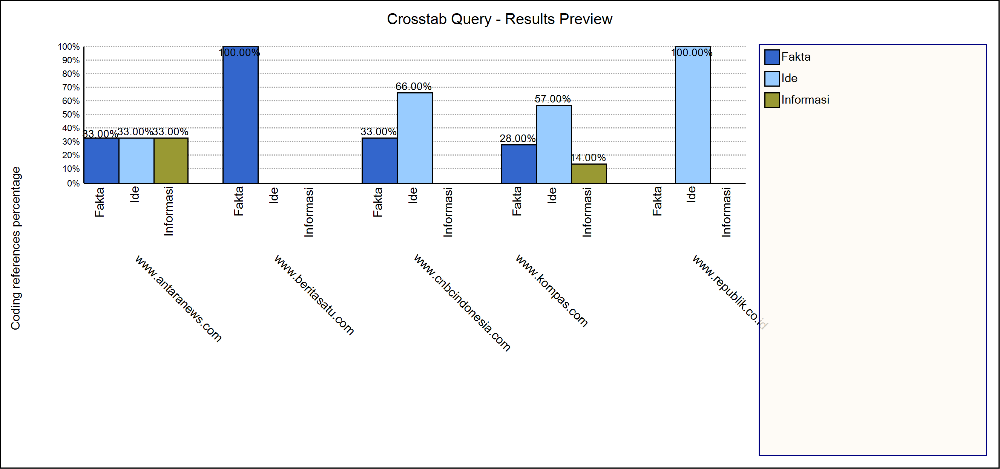 Crosstab Query - Results Preview
Coding references percentage
100%
90%
80%
70%
60%
50%
40%
30%
20%
10%
0%
33.00%
33.00%
33.00%
100.00%
33.00%
66.00%
28.00%
57.00%
14.00%
100.00%
Fakta
Ide
Informasi
Fakta
Ide
Informasi
Fakta
Ide
Informasi
Fakta
Ide
Informasi
Fakta
Ide
Informasi
www.antaranews.com
www.beritasatu.com
www.cnbcindonesia.com
www.kompas.com
www.republik.co.id
Fakta
Ide
Informasi